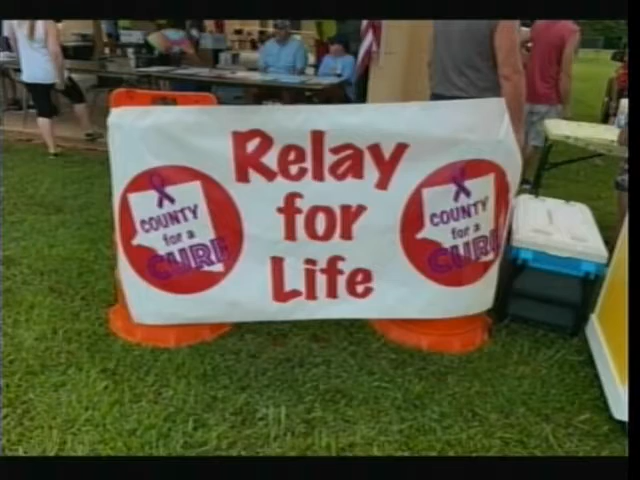 Relay
for
Life
COUNTY
for a
CURE
COUNTY
for a
CURE